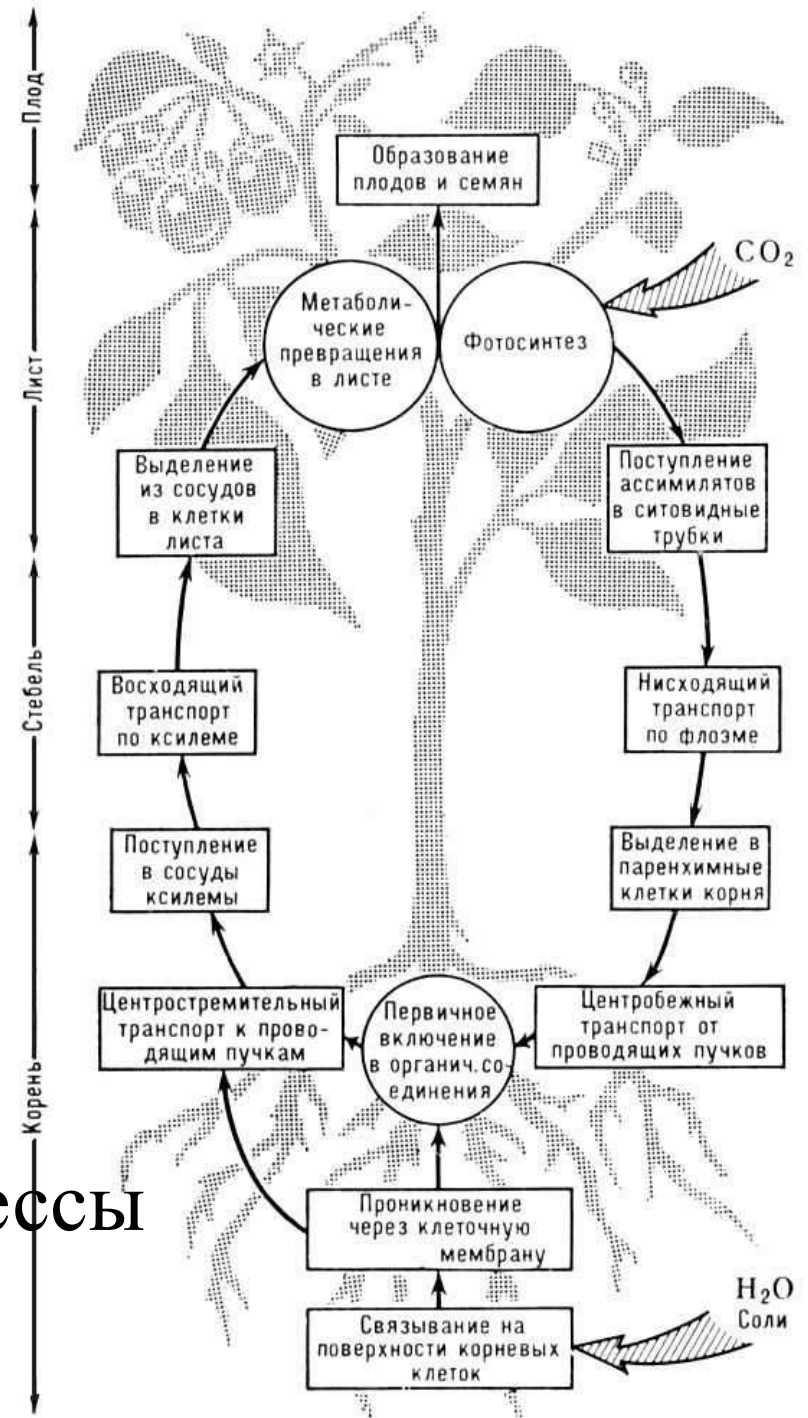 Плод
Образование
плодов и семян
CO₂
Метаболи-
ческие
превращения
в листе
Фотосинтез
Лист
Выделение
из сосудов
в клетки
листа
Поступление
ассимилятов
в ситовидные
трубки
Стебель
Восходящий
транспорт
по ксилеме
Нисходящий
транспорт
по флоэме
Поступление
в сосуды
ксилемы
Выделение в
паренхимные
клетки корня
Корень
Центростремительный
транспорт к прово-
дящим пучкам
Первичное
включение
в органич. со-
единения
Центробежный
транспорт от
проводящих пучков
ессы
Проникновение
через клеточную
мембрану
Связывание на
поверхности корневых
клеток
H₂O
Соли